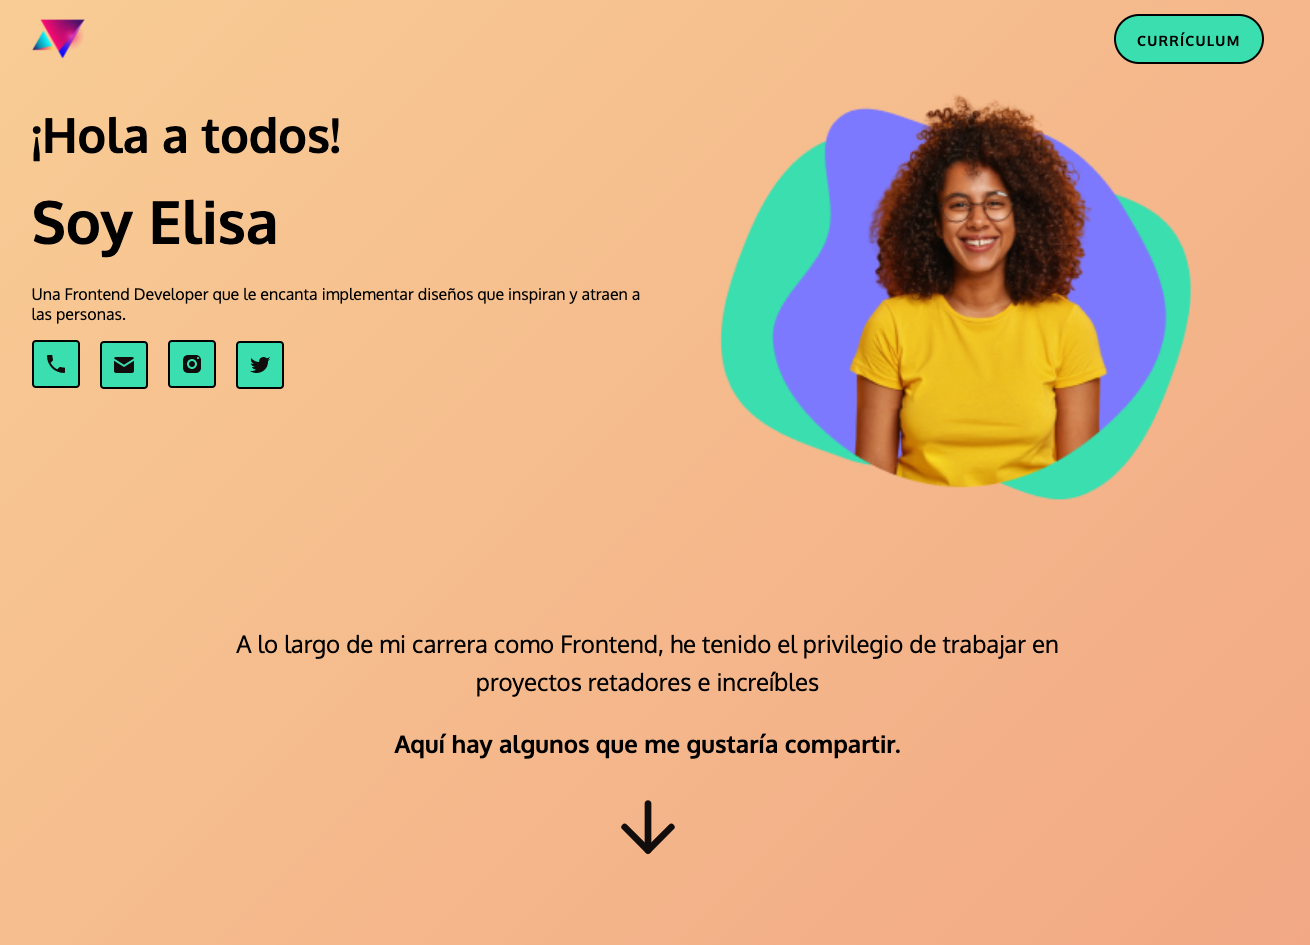 CURRÍCULUM
¡Hola a todos!
Soy Elisa
Una Frontend Developer que le encanta implementar diseños que inspiran y atraen a
las personas.
A lo largo de mi carrera como Frontend, he tenido el privilegio de trabajar en
proyectos retadores e increíbles
Aquí hay algunos que me gustaría compartir.